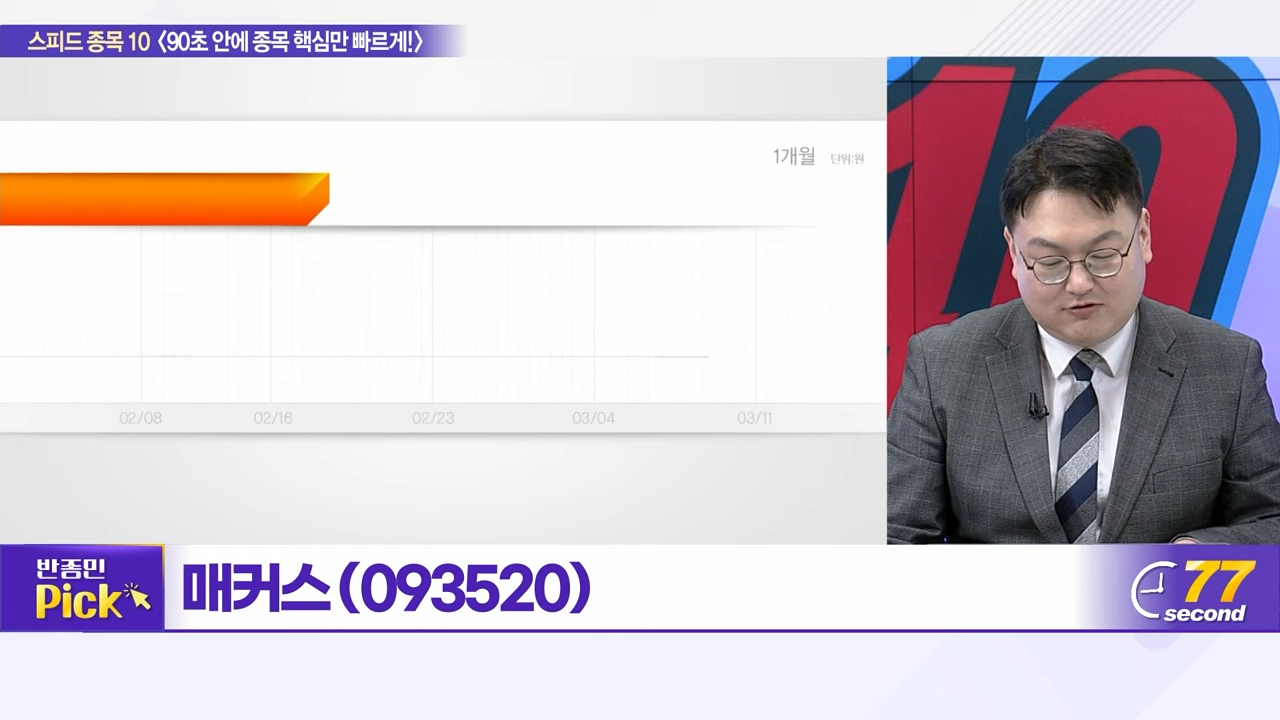 스피드 종목 10 <90초 안에 종목 핵심만 빠르게!>
10
1개월 단위:원
02/08 02/16 02/23 03/04 03/11
반종민
Pick
매커스(093520)
77
second